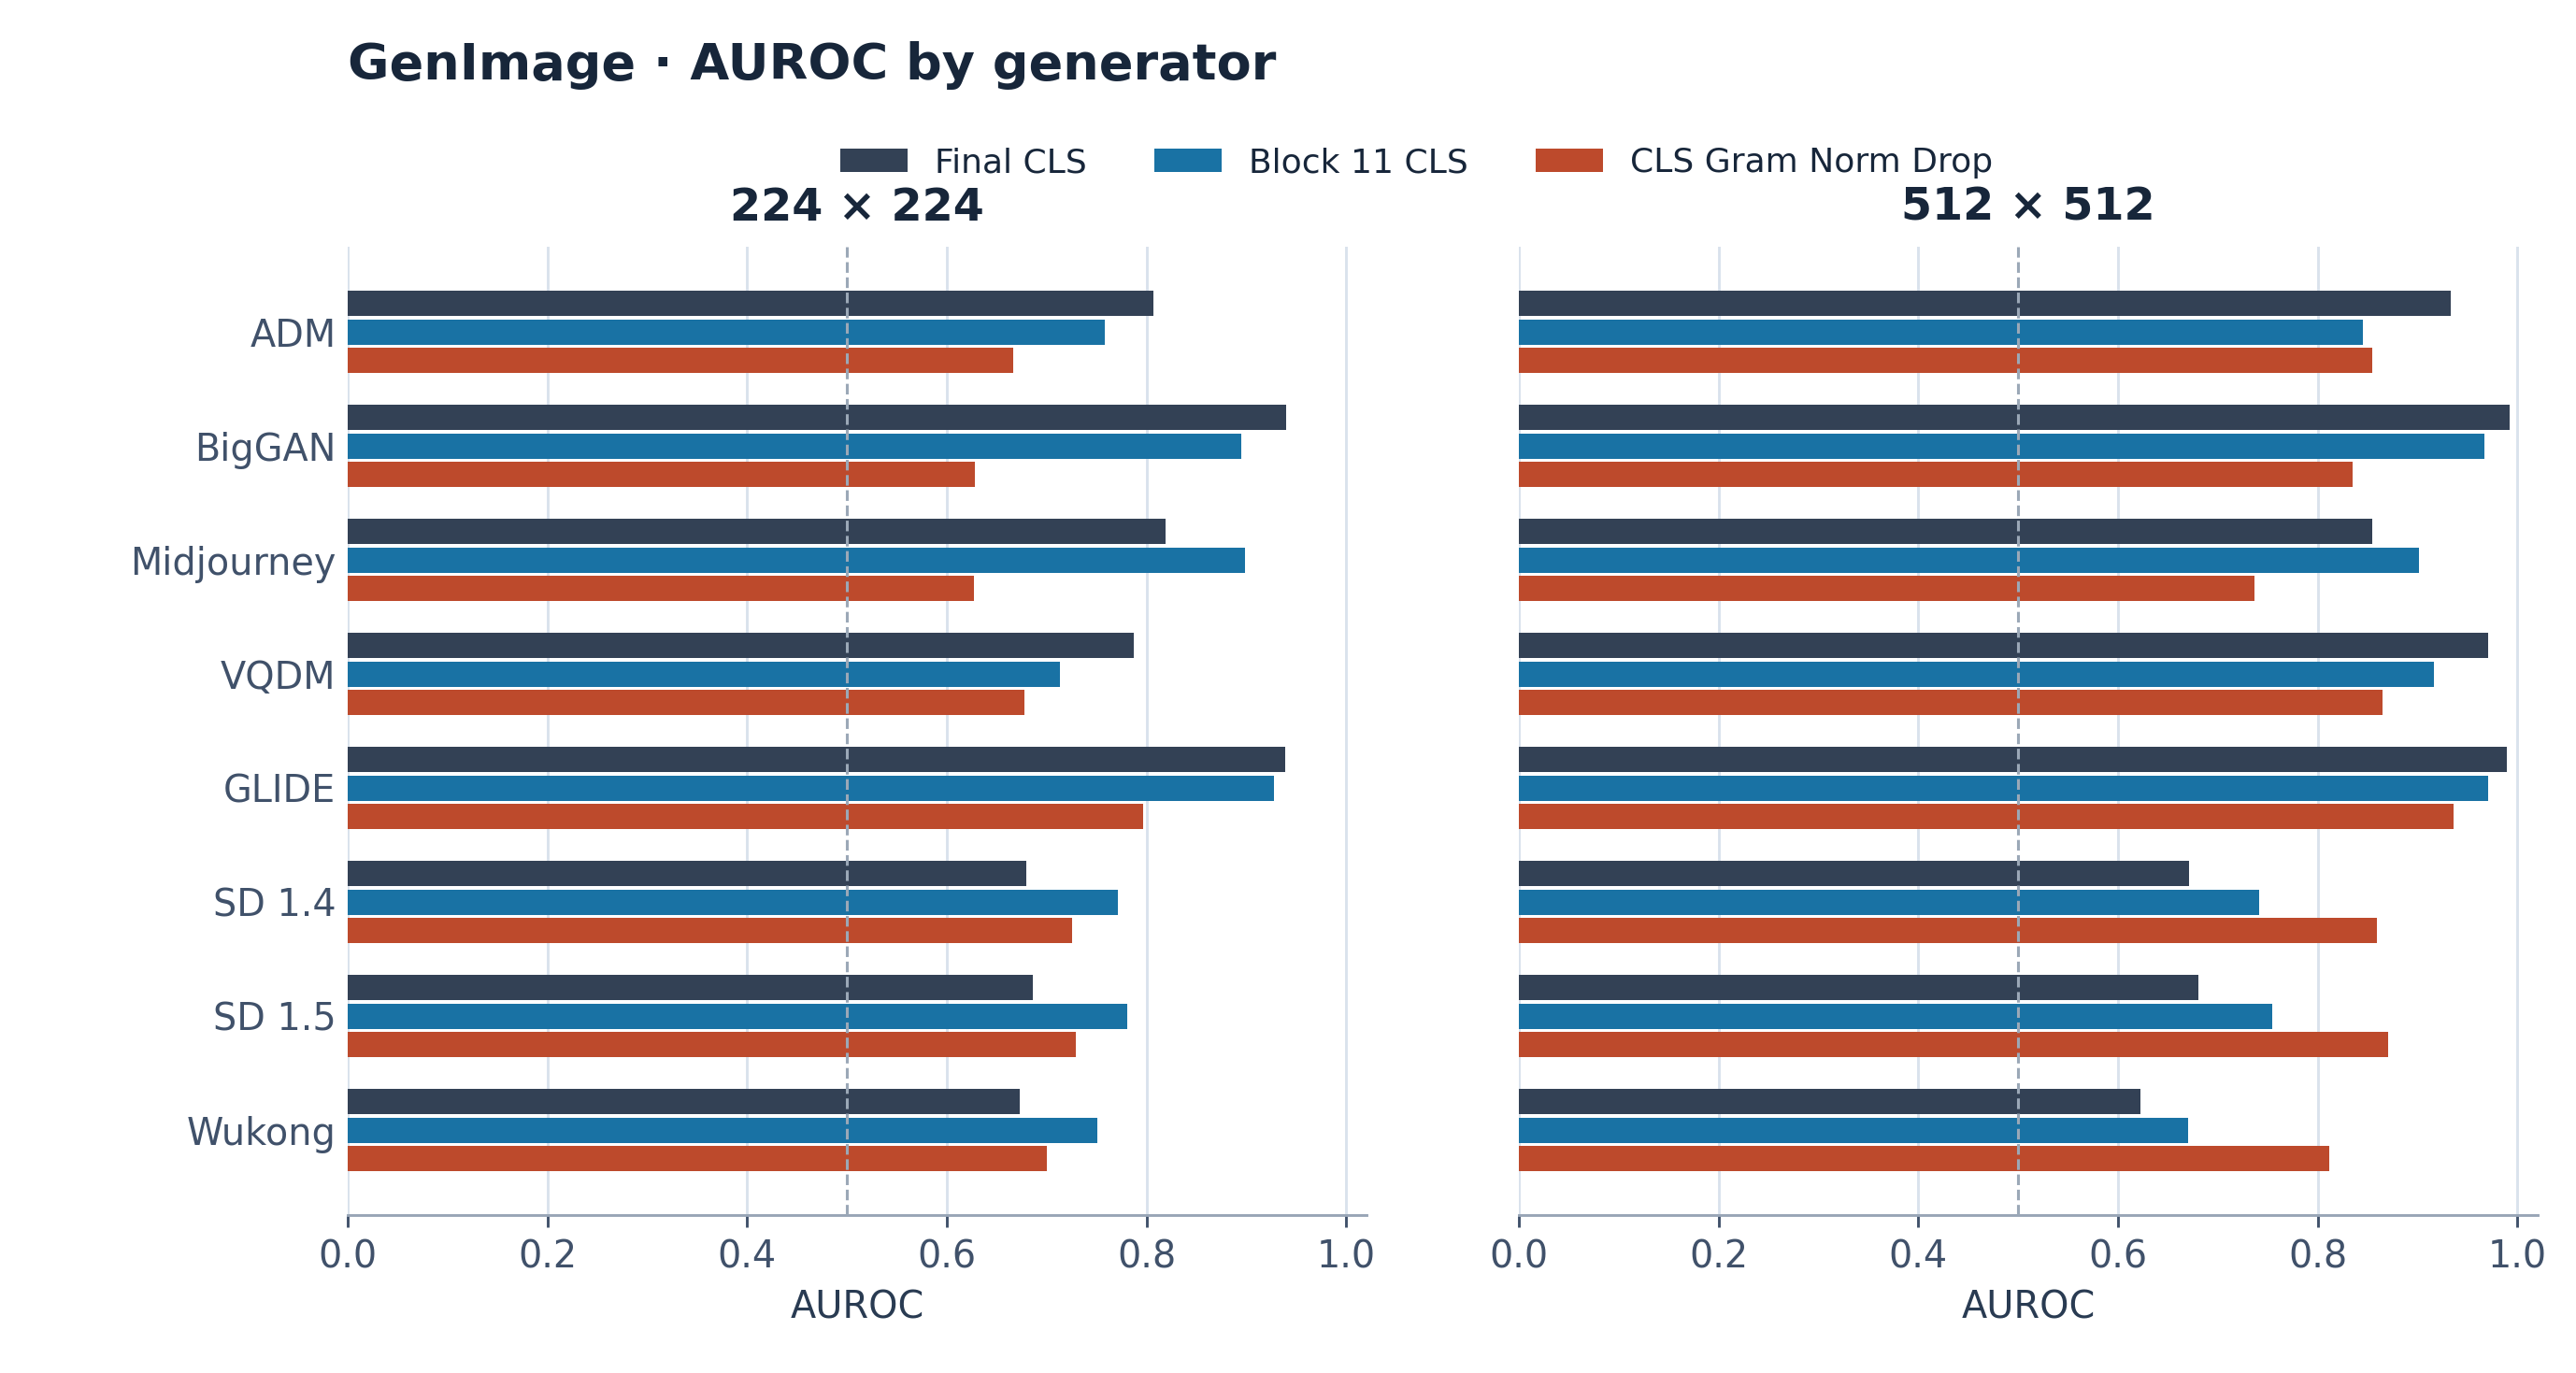 GenImage · AUROC by generator
Final CLS Block 11 CLS CLS Gram Norm Drop
224 × 224 512 × 512
ADM
BigGAN
Midjourney
VQDM
GLIDE
SD 1.4
SD 1.5
Wukong
0.0 0.2 0.4 0.6 0.8 1.0 0.0 0.2 0.4 0.6 0.8 1.0
AUROC AUROC